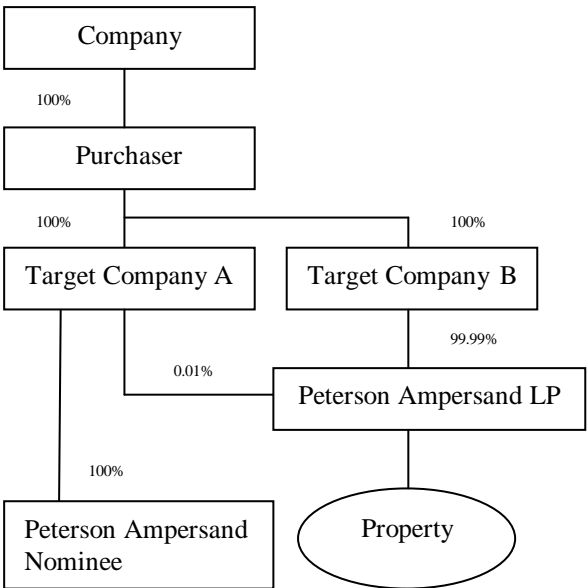 Company
100%
Purchaser
100%
100%
Target Company A
Target Company B
99.99%
0.01%
Peterson Ampersand LP
100%
Peterson Ampersand
Nominee
Property